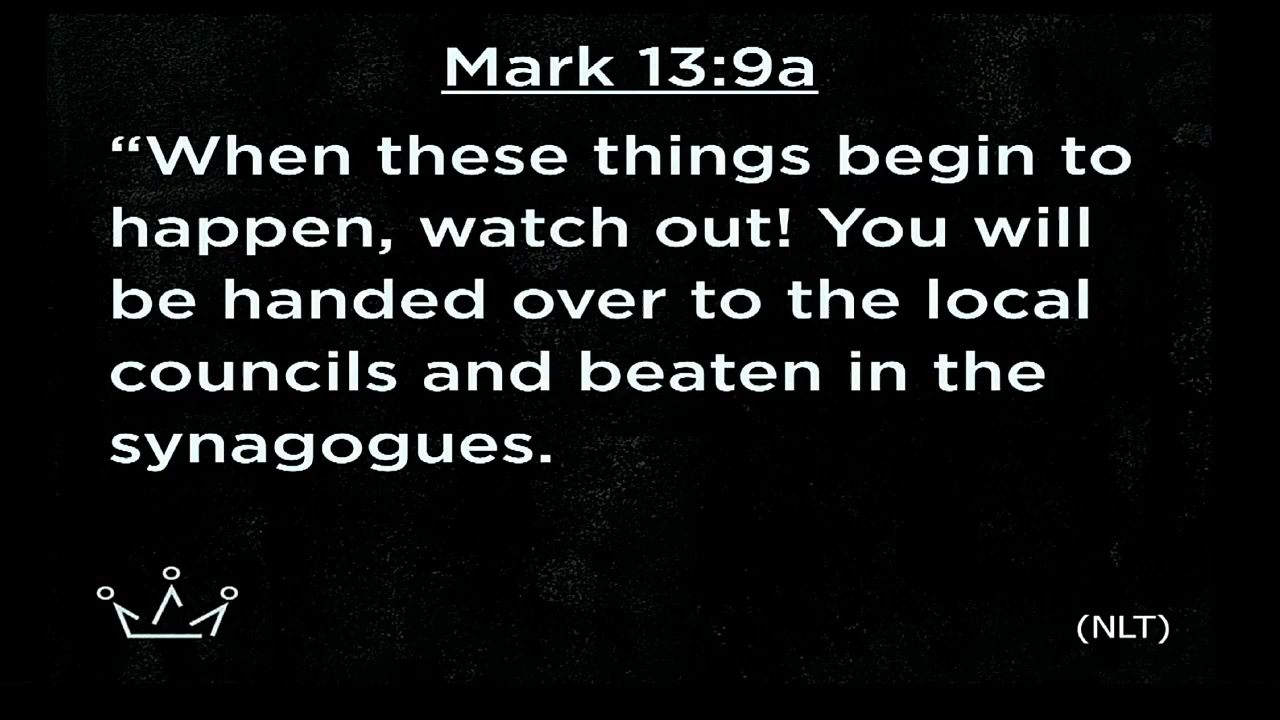 Mark 13:9a
“When these things begin to
happen, watch out! You will
be handed over to the local
councils and beaten in the
synagogues.
(NLT)